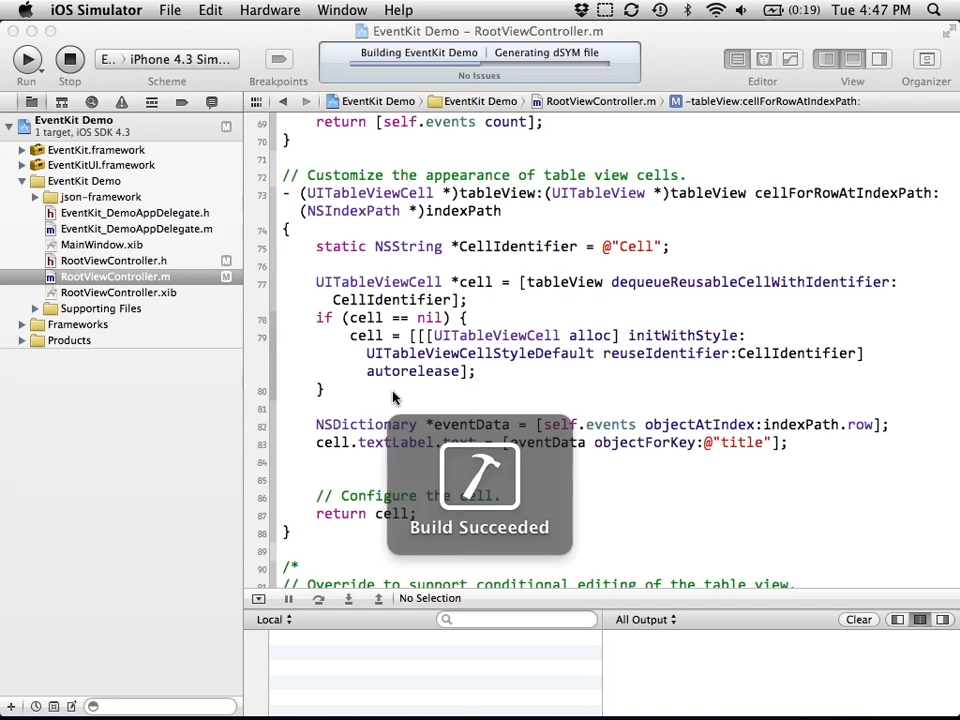 iOS Simulator File Edit Hardware Window Help (0:19) Tue 4:47 PM
EventKit Demo – RootViewController.m
Run Stop E.. iPhone 4.3 Sim... Scheme Breakpoints Building EventKit Demo | Generating dSYM file No Issues Editor View Organizer
EventKit Demo EventKit Demo RootViewController.m M -tableView:cellForRowAtIndexPath:
EventKit Demo M
1 target, iOS SDK 4.3
EventKit.framework
EventKitUI.framework
EventKit Demo
json-framework
h EventKit_DemoAppDelegate.h
m EventKit_DemoAppDelegate.m
MainWindow.xib
h RootViewController.h M
m RootViewController.m M
RootViewController.xib
Supporting Files
Frameworks
Products
69 return [self.events count];
70 }
71
72 // Customize the appearance of table view cells.
73 - (UITableViewCell *)tableView:(UITableView *)tableView cellForRowAtIndexPath:
(NSIndexPath *)indexPath
74 {
75 static NSString *CellIdentifier = @"Cell";
76
77 UITableViewCell *cell = [tableView dequeueReusableCellWithIdentifier:
CellIdentifier];
78 if (cell == nil) {
79 cell = [[[UITableViewCell alloc] initWithStyle:
UITableViewCellStyleDefault reuseIdentifier:CellIdentifier]
autorelease];
80 }
81
82 NSDictionary *eventData = [self.events objectAtIndex:indexPath.row];
83 cell.textLabel.text = [eventData objectForKey:@"title"];
84
85
86 // Configure the cell.
87 return cell;
88 }
89
90 /*
91 // Override to support conditional editing of the table view.
Build Succeeded
No Selection
Local All Output Clear